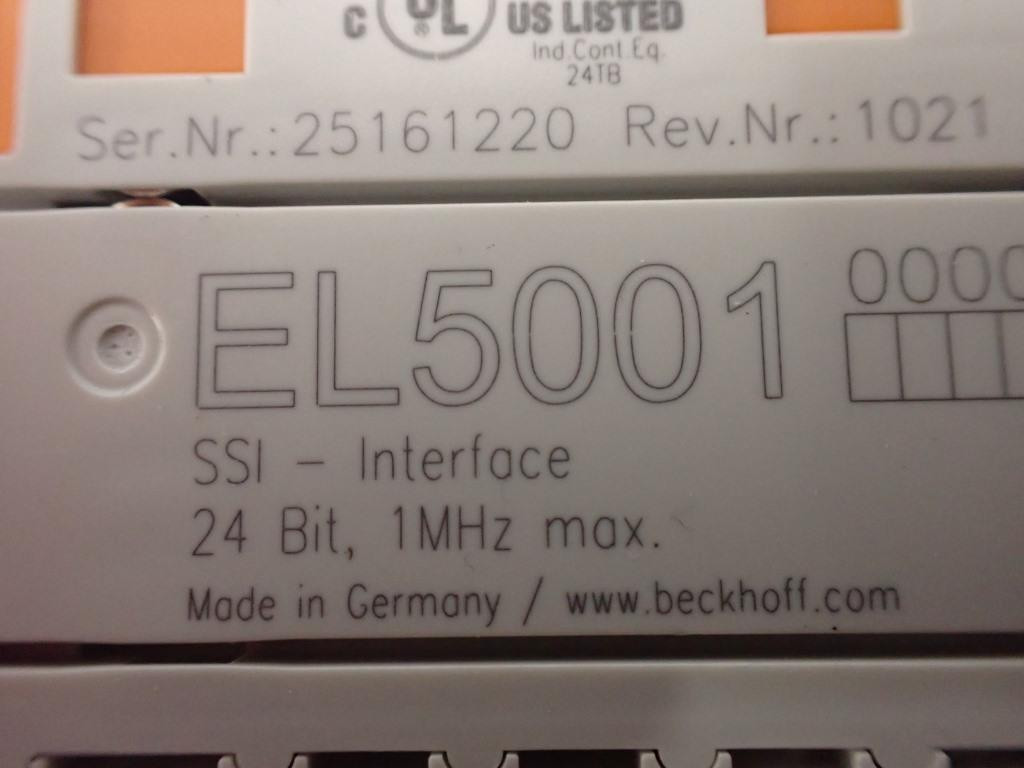 C UL ® US LISTED
Ind.Cont.Eq.
24TB
Ser.Nr.:25161220 Rev.Nr.:1021
EL5001 0000
SSI – Interface
24 Bit, 1MHz max.
Made in Germany / www.beckhoff.com